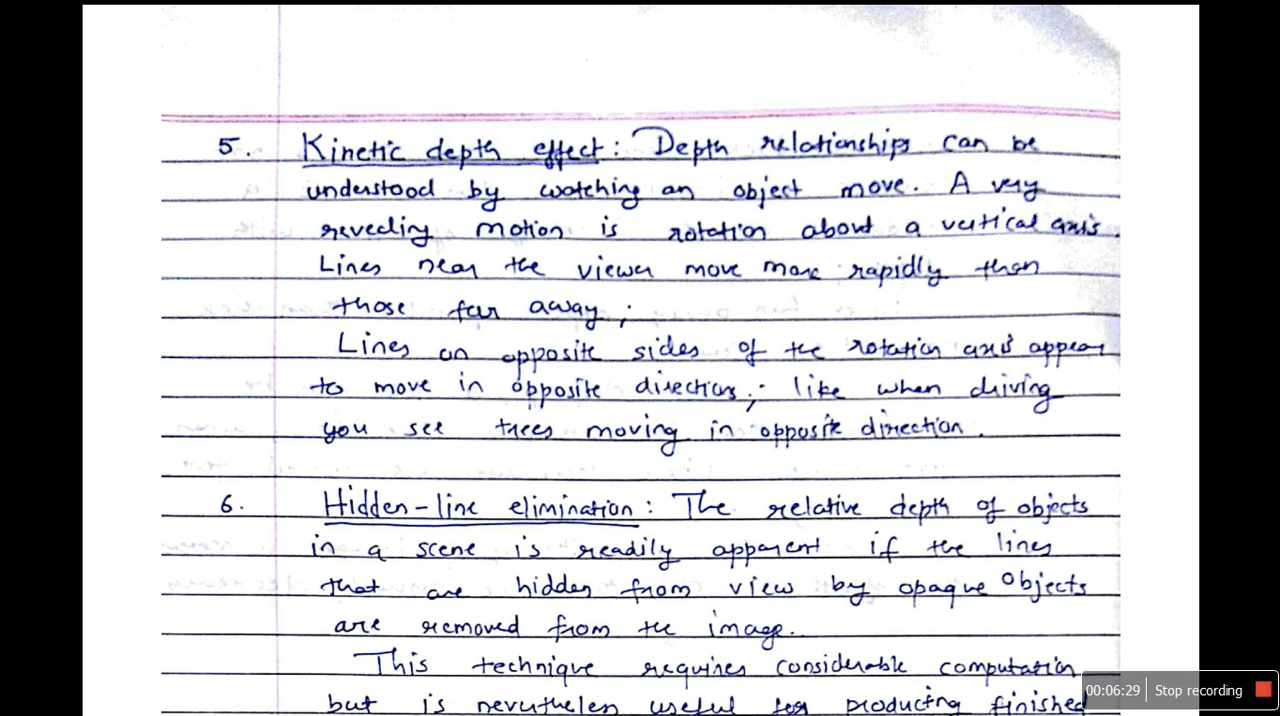 5. Kinetic depth effect : Depth relationships can be
understood by watching an object move. A very
revealing motion is rotation about a vertical axis.
Lines near the viewer move more rapidly than
those far away ;
Lines on opposite sides of the rotation axis appear
to move in opposite directions ; like when driving
you see trees moving in opposite direction.
6. Hidden-line elimination : The relative depth of objects
in a scene is readily apparent if the lines
that are hidden from view by opaque objects
are removed from the image.
This technique requires considerable computation
but is nevertheless useful for producing finished
00:06:29 Stop recording